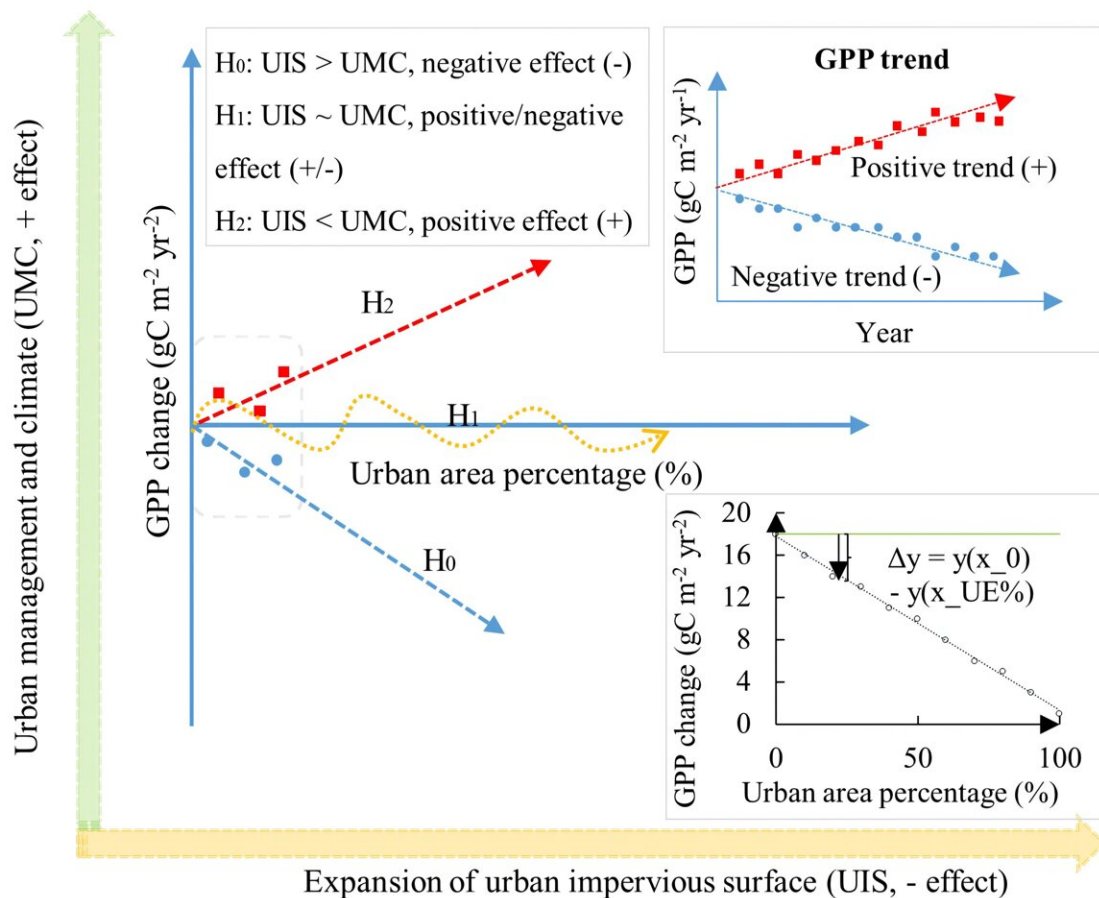 Urban management and climate (UMC, + effect)
GPP change (gC m⁻² yr⁻²)
H₀: UIS > UMC, negative effect (-)
H₁: UIS ~ UMC, positive/negative
effect (+/-)
H₂: UIS < UMC, positive effect (+)
H₂
H₁
Urban area percentage (%)
H₀
GPP trend
GPP (gC m⁻² yr⁻¹)
Positive trend (+)
Negative trend (-)
Year
GPP change (gC m⁻² yr⁻²)
20
16
12
8
4
0
Δy = y(x_0)
- y(x_UE%)
0 50 100
Urban area percentage (%)
Expansion of urban impervious surface (UIS, - effect)